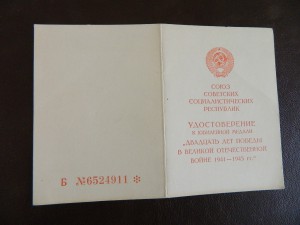 СОЮЗ
СОВЕТСКИХ
СОЦИАЛИСТИЧЕСКИХ
РЕСПУБЛИК
УДОСТОВЕРЕНИЕ
К ЮБИЛЕЙНОЙ МЕДАЛИ
„ДВАДЦАТЬ ЛЕТ ПОБЕДЫ
В ВЕЛИКОЙ ОТЕЧЕСТВЕННОЙ
ВОЙНЕ 1941—1945 гг."
Б №6524911 ✻